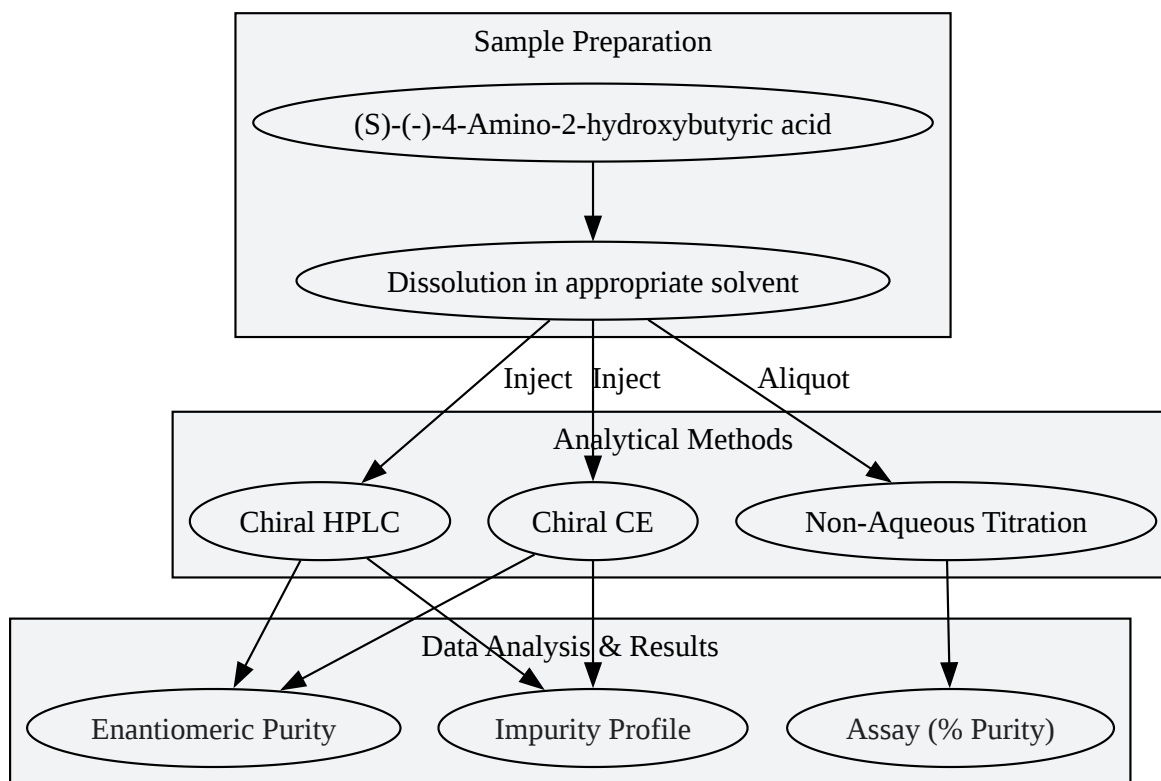 Sample Preparation
(S)-(-)-4-Amino-2-hydroxybutyric acid
Dissolution in appropriate solvent
Inject
Inject
Aliquot
Analytical Methods
Chiral HPLC
Chiral CE
Non-Aqueous Titration
Data Analysis & Results
Enantiomeric Purity
Impurity Profile
Assay (% Purity)